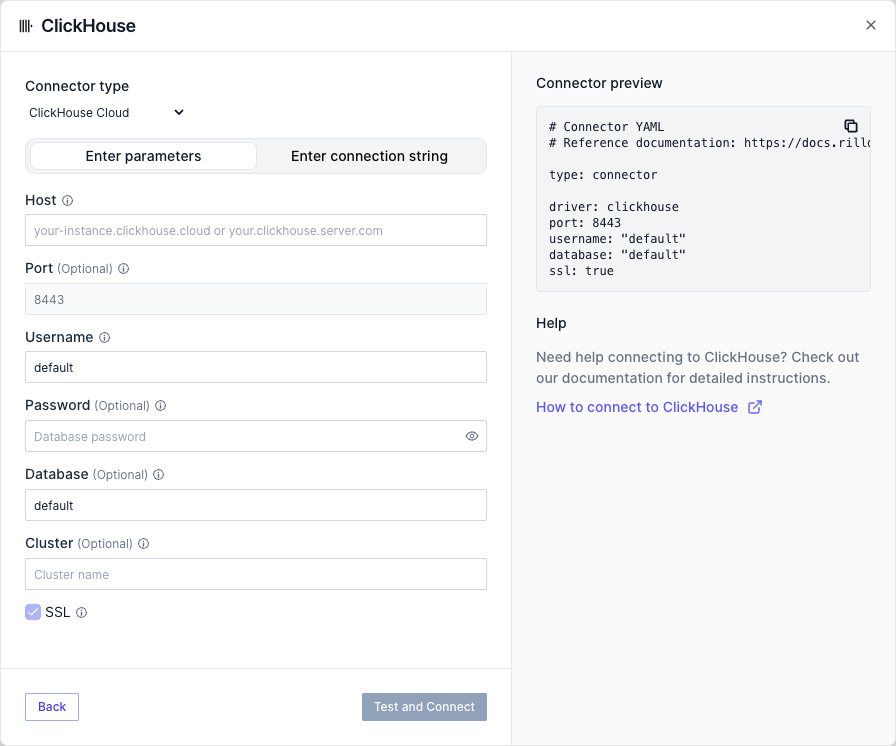 ClickHouse
Connector type
ClickHouse Cloud
Enter parameters
Enter connection string
Host
your-instance.clickhouse.cloud or your.clickhouse.server.com
Port (Optional)
8443
Username
default
Password (Optional)
Database password
Database (Optional)
default
Cluster (Optional)
Cluster name
SSL
Back
Test and Connect
Connector preview
# Connector YAML
# Reference documentation: https://docs.rill
type: connector
driver: clickhouse
port: 8443
username: "default"
database: "default"
ssl: true
Help
Need help connecting to ClickHouse? Check out
our documentation for detailed instructions.
How to connect to ClickHouse